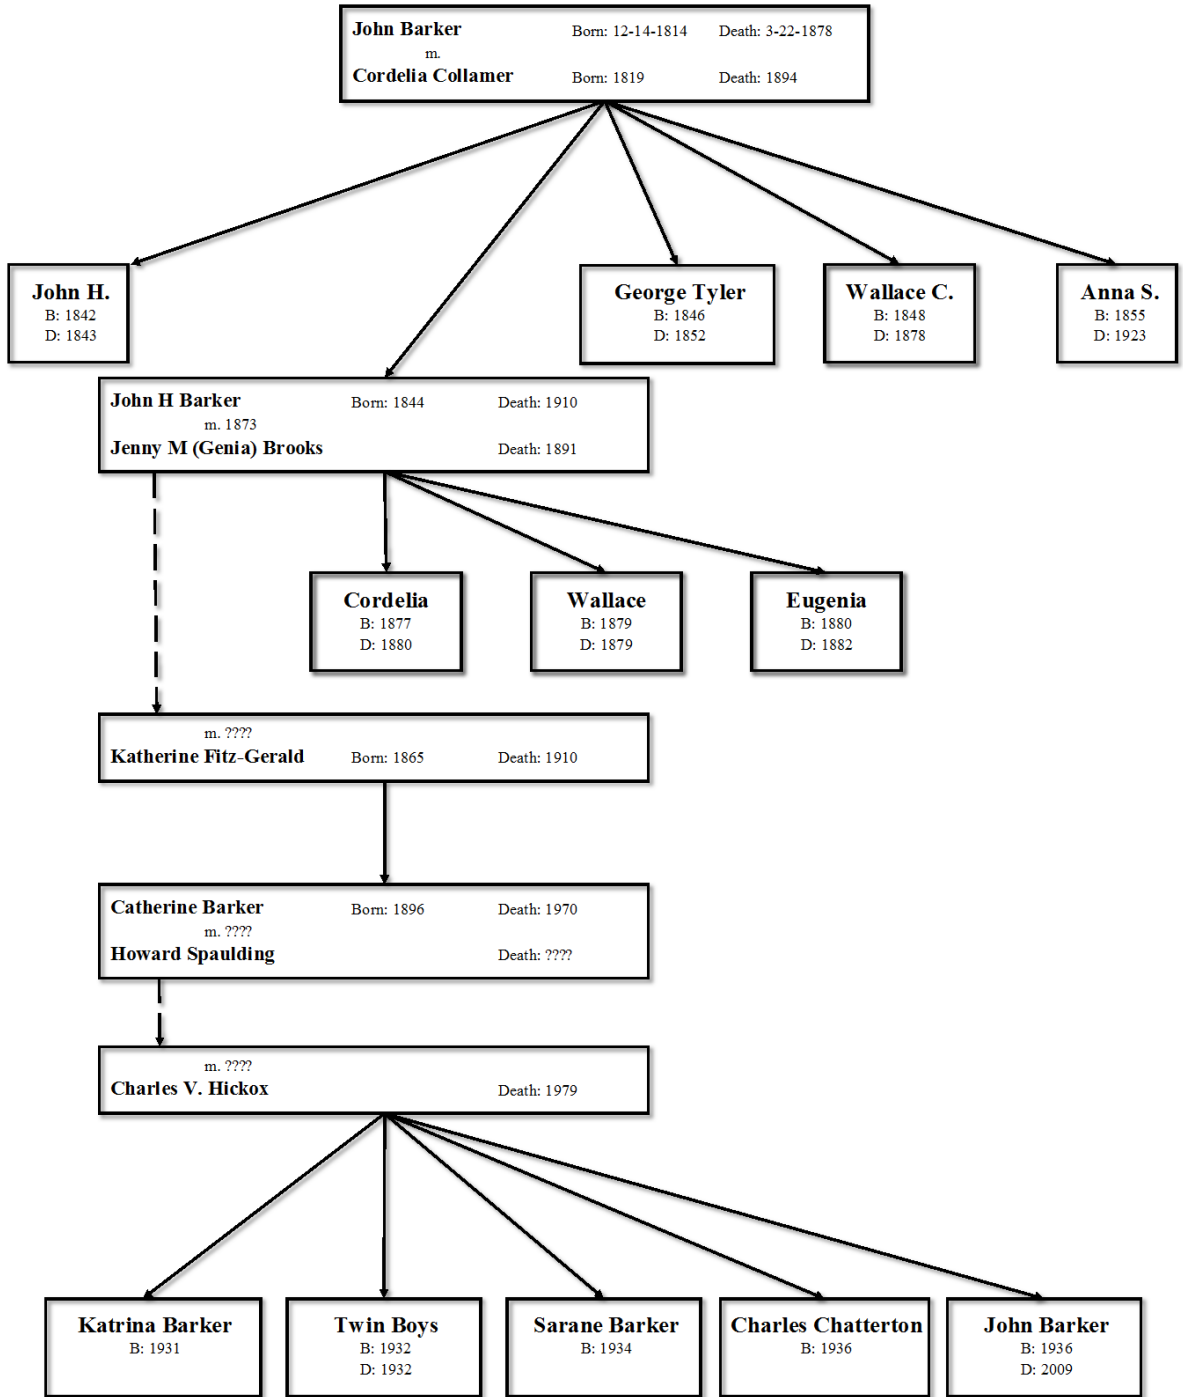 John Barker Born: 12-14-1814 Death: 3-22-1878
m.
Cordelia Collamer Born: 1819 Death: 1894
John H.
B: 1842
D: 1843
George Tyler
B: 1846
D: 1852
Wallace C.
B: 1848
D: 1878
Anna S.
B: 1855
D: 1923
John H Barker Born: 1844 Death: 1910
m. 1873
Jenny M (Genia) Brooks Death: 1891
Cordelia
B: 1877
D: 1880
Wallace
B: 1879
D: 1879
Eugenia
B: 1880
D: 1882
m. ????
Katherine Fitz-Gerald Born: 1865 Death: 1910
Catherine Barker Born: 1896 Death: 1970
m. ????
Howard Spaulding Death: ????
m. ????
Charles V. Hickox Death: 1979
Katrina Barker
B: 1931
Twin Boys
B: 1932
D: 1932
Sarane Barker
B: 1934
Charles Chatterton
B: 1936
John Barker
B: 1936
D: 2009